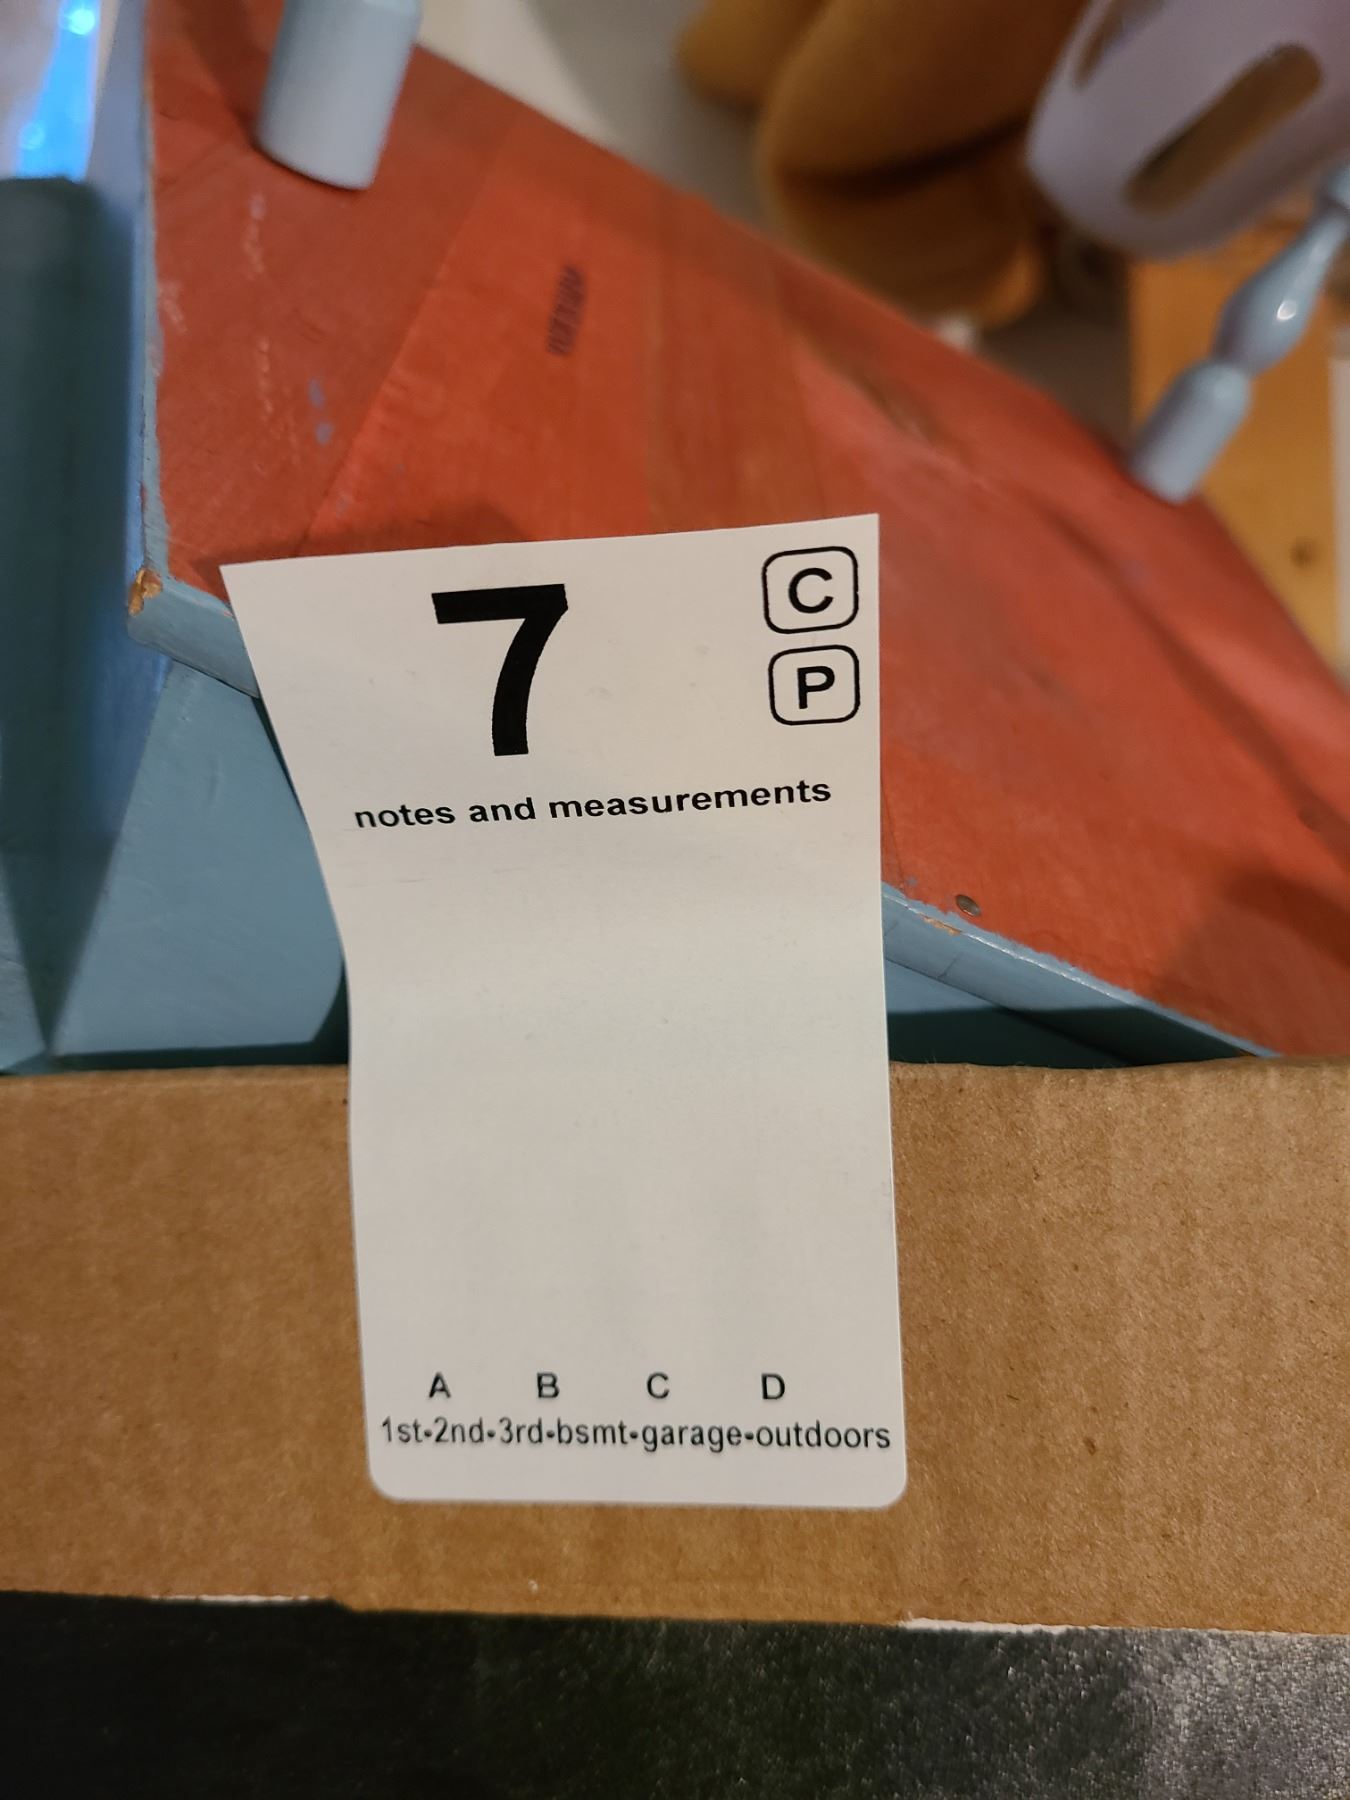 7
C
P
notes and measurements
A B C D
1st-2nd-3rd-bsmt-garage-outdoors